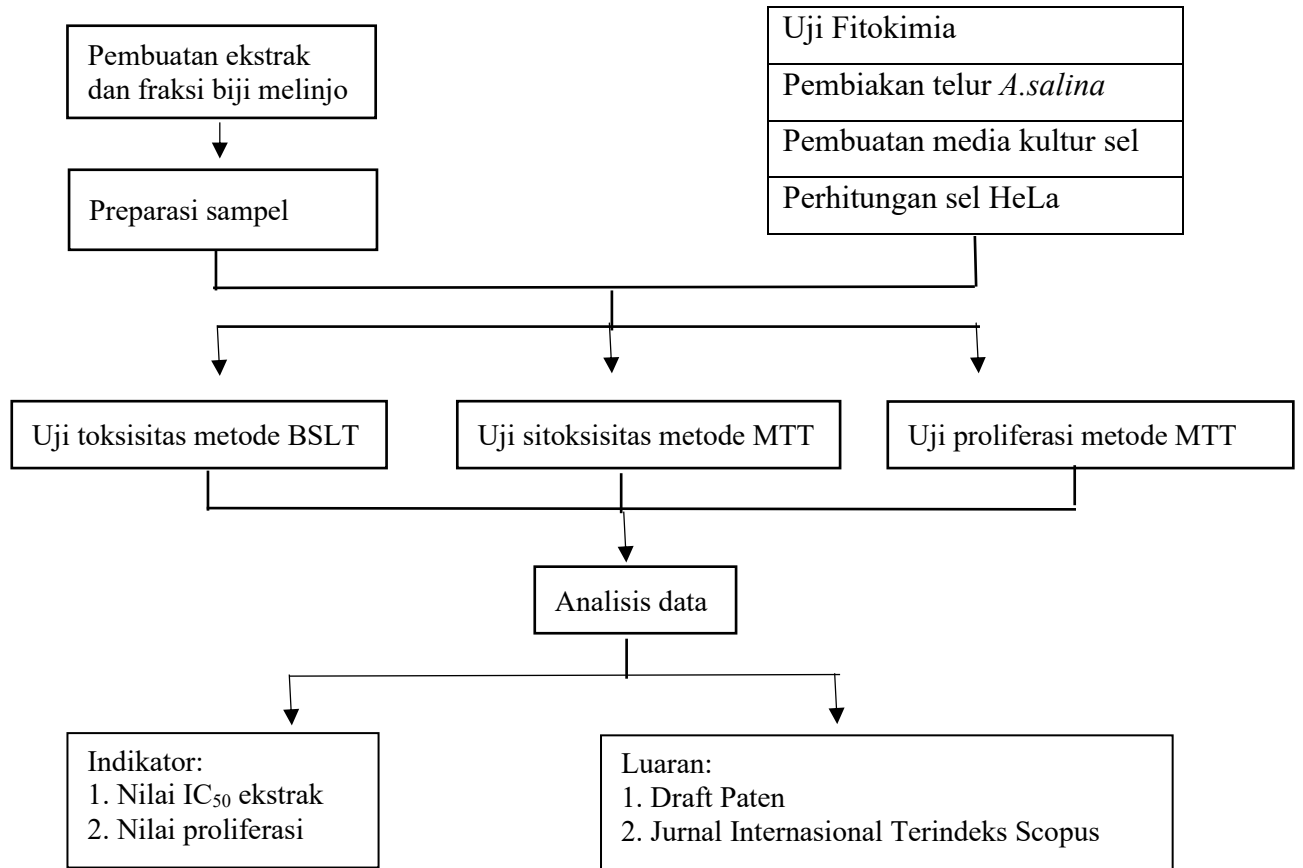 Pembuatan ekstrak
dan fraksi biji melinjo
Preparasi sampel
Uji Fitokimia
Pembiakan telur A.salina
Pembuatan media kultur sel
Perhitungan sel HeLa
Uji toksisitas metode BSLT
Uji sitoksisitas metode MTT
Uji proliferasi metode MTT
Analisis data
Indikator:
1. Nilai IC₅₀ ekstrak
2. Nilai proliferasi
Luaran:
1. Draft Paten
2. Jurnal Internasional Terindeks Scopus